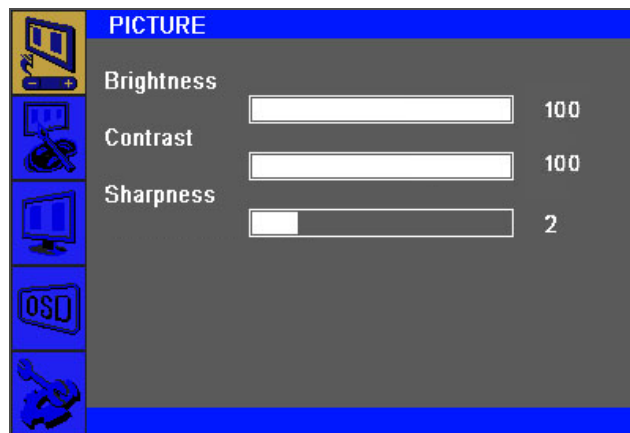 PICTURE
Brightness
100
Contrast
100
Sharpness
2
OSD